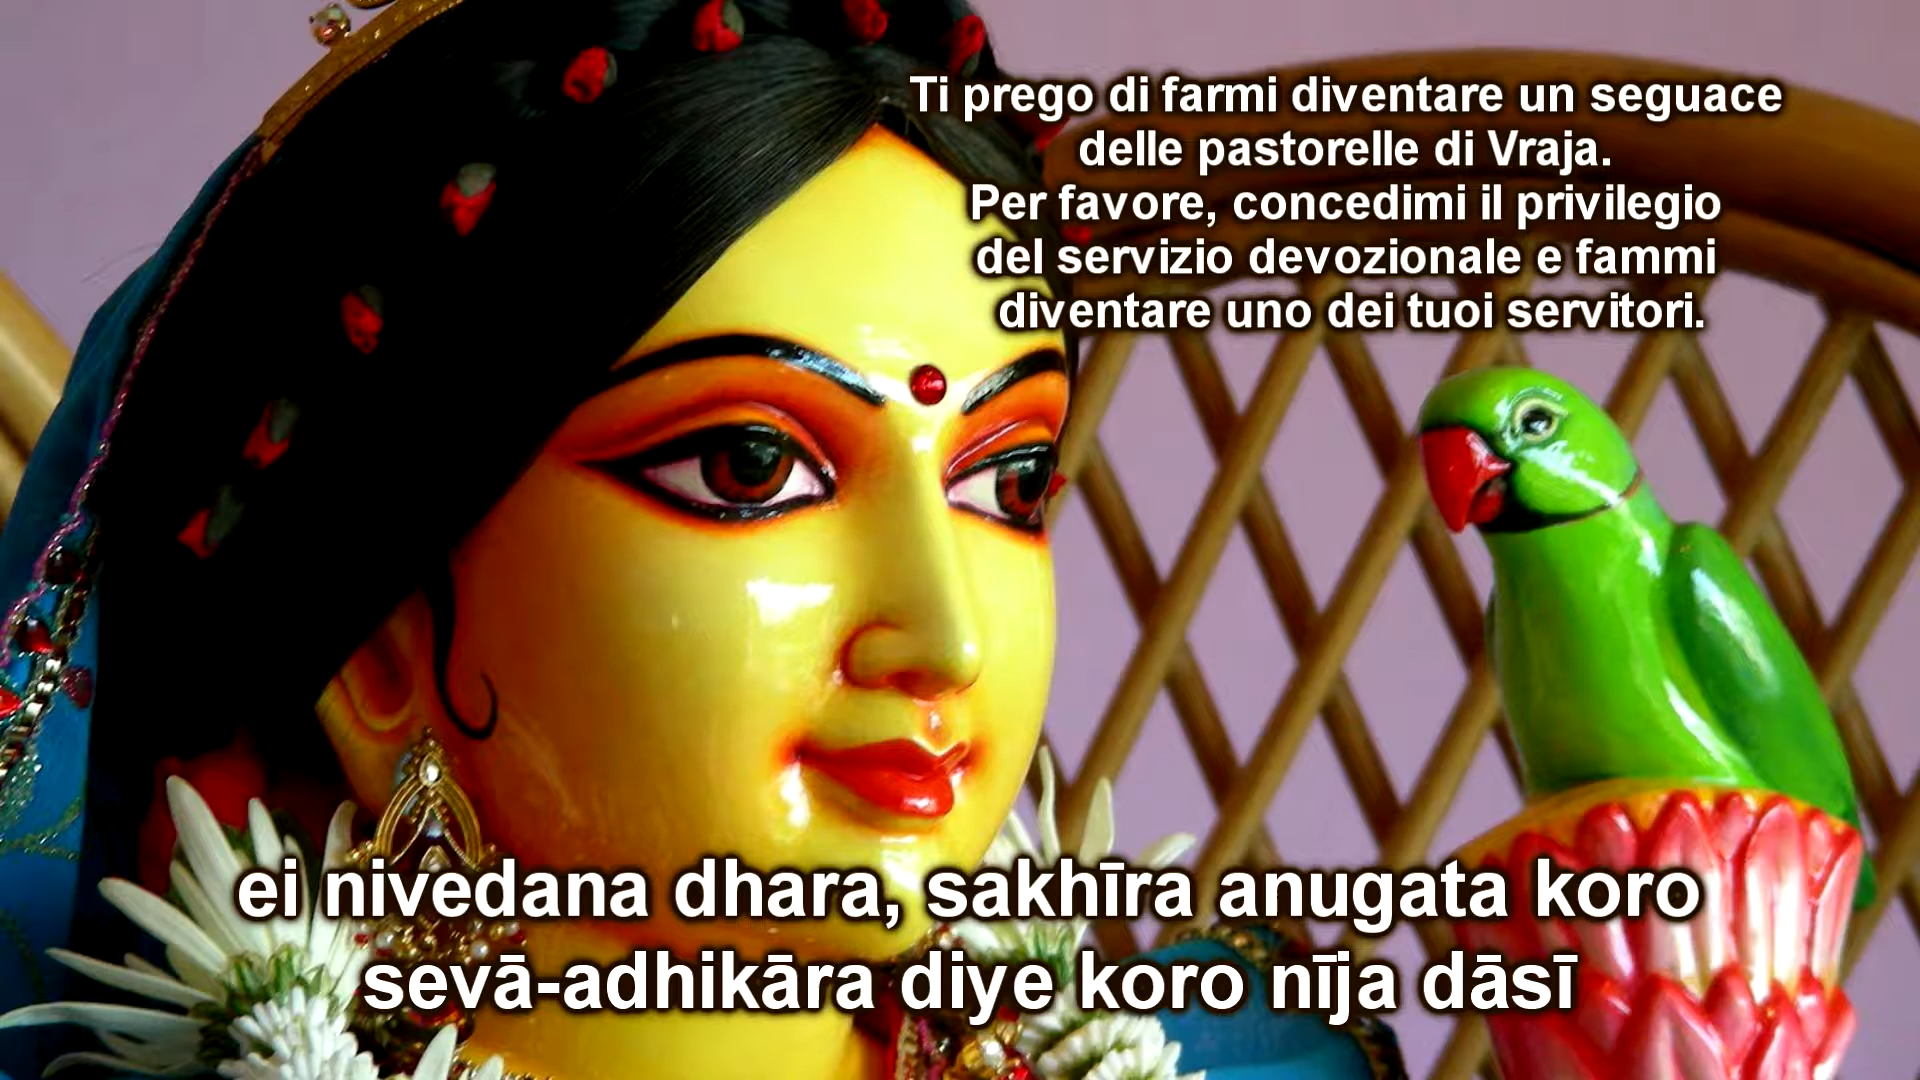 Ti prego di farmi diventare un seguace
delle pastorelle di Vraja.
Per favore, concedimi il privilegio
del servizio devozionale e fammi
diventare uno dei tuoi servitori.
ei nivedana dhara, sakhīra anugata koro
sevā-adhikāra diye koro nīja dāsī